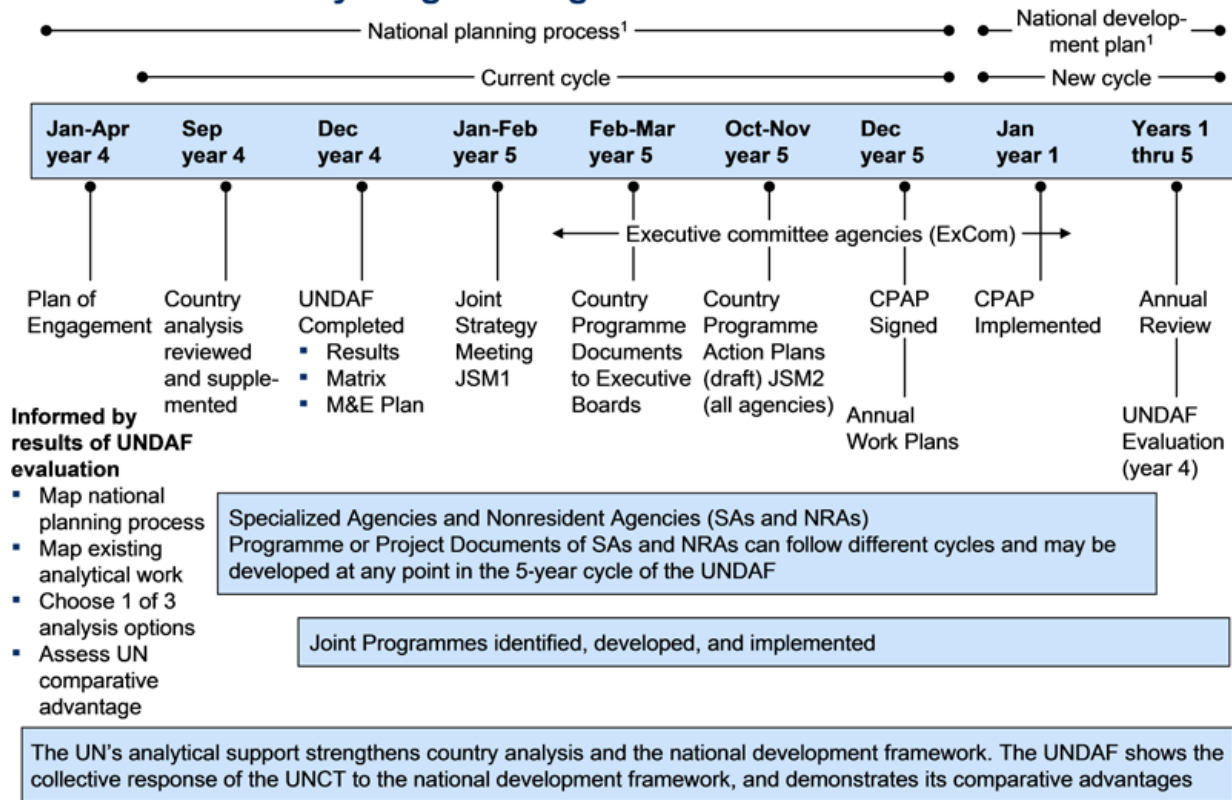 National planning process¹
National develop-
ment plan¹
Current cycle
New cycle
Jan-Apr
year 4
Sep
year 4
Dec
year 4
Jan-Feb
year 5
Feb-Mar
year 5
Oct-Nov
year 5
Dec
year 5
Jan
year 1
Years 1
thru 5
Executive committee agencies (ExCom)
Plan of
Engagement
Country
analysis
reviewed
and supple-
mented
UNDAF
Completed
▪ Results
▪ Matrix
▪ M&E Plan
Joint
Strategy
Meeting
JSM1
Country
Programme
Documents
to Executive
Boards
Country
Programme
Action Plans
(draft) JSM2
(all agencies)
CPAP
Signed
Annual
Work Plans
CPAP
Implemented
Annual
Review
UNDAF
Evaluation
(year 4)
Informed by
results of UNDAF
evaluation
▪ Map national
planning process
▪ Map existing
analytical work
▪ Choose 1 of 3
analysis options
▪ Assess UN
comparative
advantage
Specialized Agencies and Nonresident Agencies (SAs and NRAs)
Programme or Project Documents of SAs and NRAs can follow different cycles and may be
developed at any point in the 5-year cycle of the UNDAF
Joint Programmes identified, developed, and implemented
The UN's analytical support strengthens country analysis and the national development framework. The UNDAF shows the
collective response of the UNCT to the national development framework, and demonstrates its comparative advantages